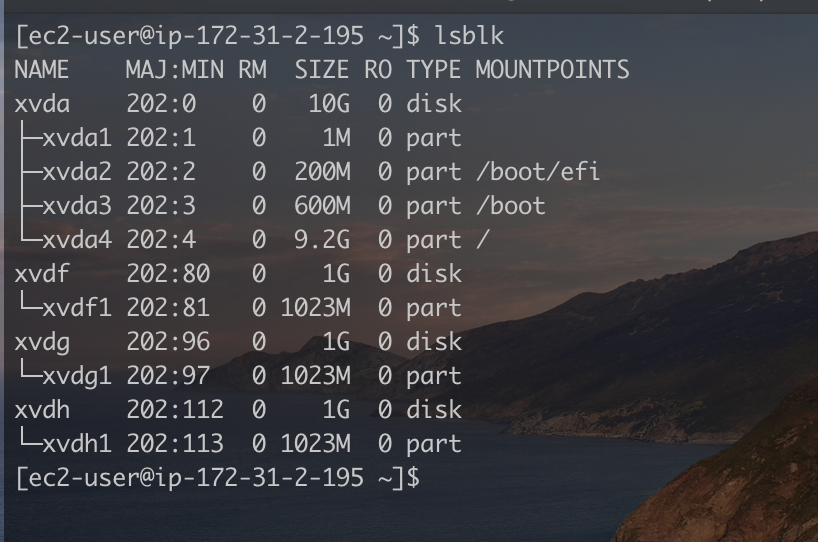 [ec2-user@ip-172-31-2-195 ~]$ lsblk
NAME    MAJ:MIN RM  SIZE RO TYPE MOUNTPOINTS
xvda    202:0    0   10G  0 disk
├─xvda1 202:1    0    1M  0 part
├─xvda2 202:2    0  200M  0 part /boot/efi
├─xvda3 202:3    0  600M  0 part /boot
└─xvda4 202:4    0  9.2G  0 part /
xvdf    202:80   0    1G  0 disk
└─xvdf1 202:81   0 1023M  0 part
xvdg    202:96   0    1G  0 disk
└─xvdg1 202:97   0 1023M  0 part
xvdh    202:112  0    1G  0 disk
└─xvdh1 202:113  0 1023M  0 part
[ec2-user@ip-172-31-2-195 ~]$